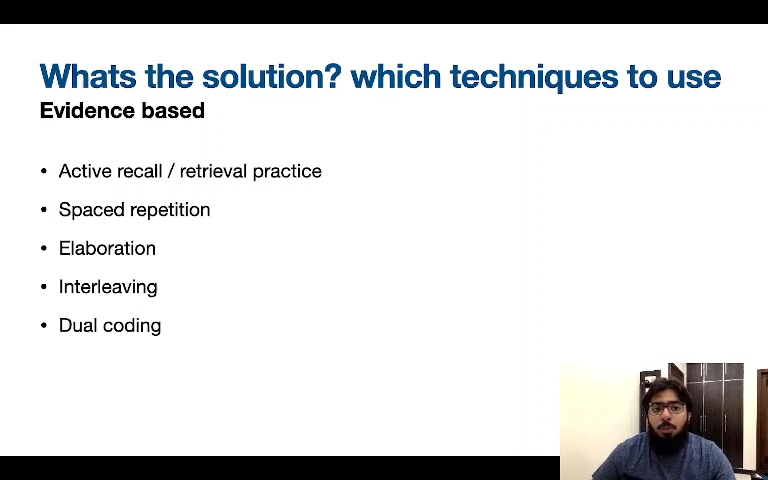 Whats the solution? which techniques to use
Evidence based
• Active recall / retrieval practice
• Spaced repetition
• Elaboration
• Interleaving
• Dual coding